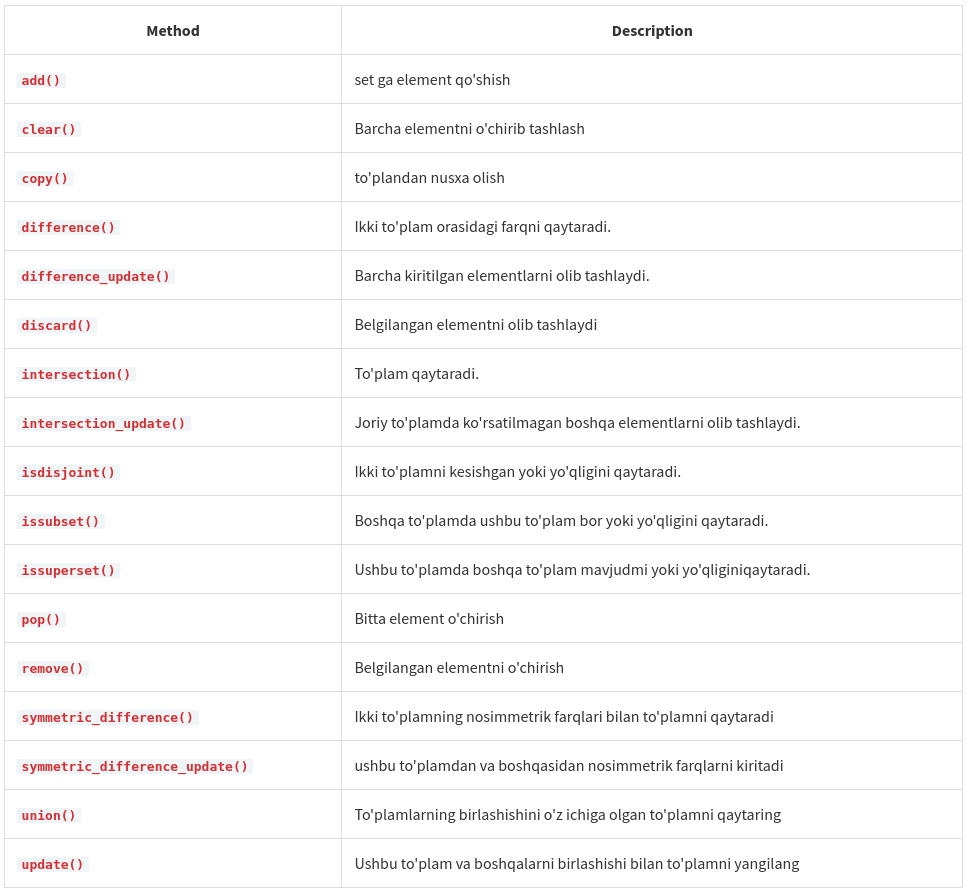 Method Description
add() set ga element qo'shish
clear() Barcha elementni o'chirib tashlash
copy() to'plandan nusxa olish
difference() Ikki to'plam orasidagi farqni qaytaradi.
difference_update() Barcha kiritilgan elementlarni olib tashlaydi.
discard() Belgilangan elementni olib tashlaydi
intersection() To'plam qaytaradi.
intersection_update() Joriy to'plamda ko'rsatilmagan boshqa elementlarni olib tashlaydi.
isdisjoint() Ikki to'plamni kesishgan yoki yo'qligini qaytaradi.
issubset() Boshqa to'plamda ushbu to'plam bor yoki yo'qligini qaytaradi.
issuperset() Ushbu to'plamda boshqa to'plam mavjudmi yoki yo'qliginiqaytaradi.
pop() Bitta element o'chirish
remove() Belgilangan elementni o'chirish
symmetric_difference() Ikki to'plamning nosimmetrik farqlari bilan to'plamni qaytaradi
symmetric_difference_update() ushbu to'plamdan va boshqasidan nosimmetrik farqlarni kiritadi
union() To'plamlarning birlashishini o'z ichiga olgan to'plamni qaytaring
update() Ushbu to'plam va boshqalarni birlashishi bilan to'plamni yangilang